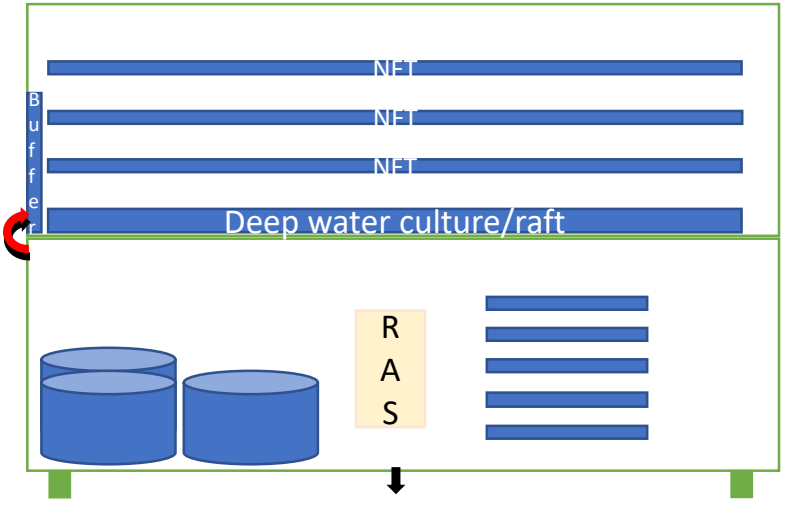 NFT
Buffer
NFT
NFT
Deep water culture/raft
RAS